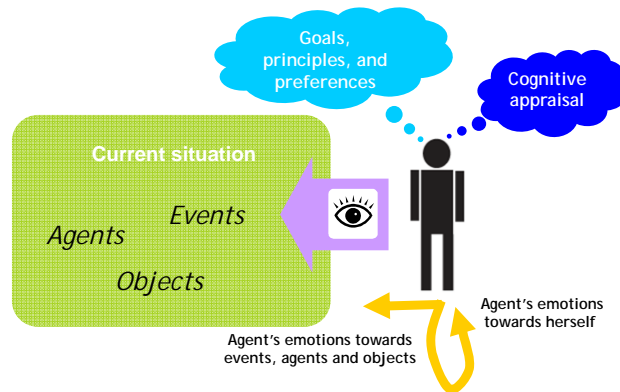 Goals,
principles, and
preferences
Cognitive
appraisal
Current situation
Events
Agents
Objects
Agent's emotions
towards herself
Agent's emotions towards
events, agents and objects